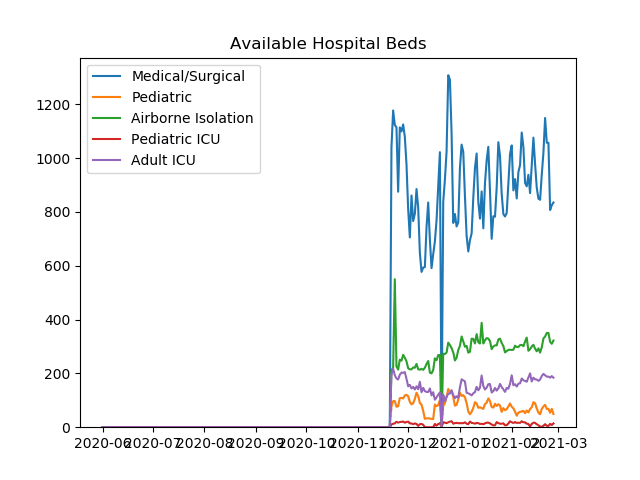 Available Hospital Beds
Medical/Surgical
Pediatric
Airborne Isolation
Pediatric ICU
Adult ICU
1200
1000
800
600
400
200
0
2020-06 2020-07 2020-08 2020-09 2020-10 2020-11 2020-12 2021-01 2021-02 2021-03